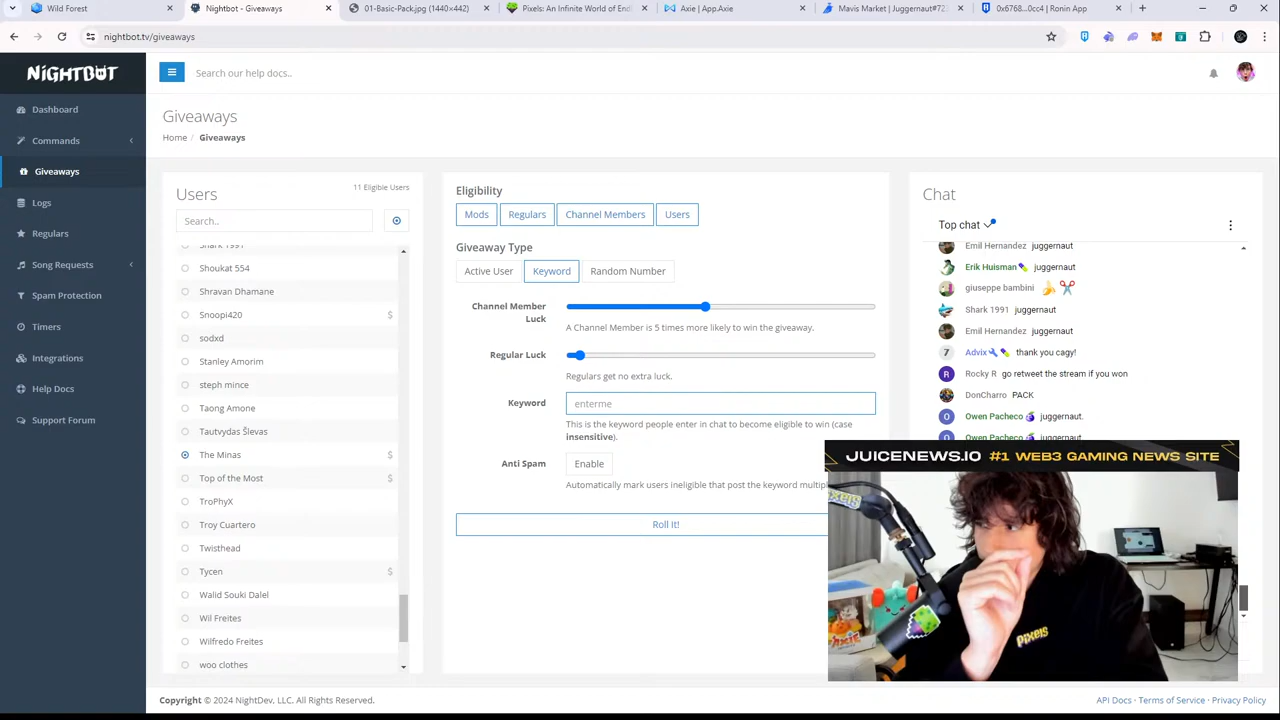 Wild Forest
Nightbot - Giveaways
01-Basic-Pack.jpg (1440×442)
Pixels: An Infinite World of End
Axie | App.Axie
Mavis Market | Juggernaut#72
0x6768...0cc4 | Ronin App
nightbot.tv/giveaways
NIGHTBOT
Search our help docs..
Dashboard
Commands
Giveaways
Logs
Regulars
Song Requests
Spam Protection
Timers
Integrations
Help Docs
Support Forum
Giveaways
Home / Giveaways
Users
11 Eligible Users
Search..
Shark 1991
Shoukat 554
Shravan Dhamane
Snoopi420 $
sodxd
Stanley Amorim
steph mince
Taong Amone
Tautvydas Šlevas
The Minas $
Top of the Most $
TroPhyX
Troy Cuartero
Twisthead
Tycen $
Walid Souki Dalel
Wil Freites
Wilfredo Freites
woo clothes
Eligibility
Mods
Regulars
Channel Members
Users
Giveaway Type
Active User
Keyword
Random Number
Channel Member
Luck
A Channel Member is 5 times more likely to win the giveaway.
Regular Luck
Regulars get no extra luck.
Keyword
enterme
This is the keyword people enter in chat to become eligible to win (case
insensitive).
Anti Spam
Enable
Automatically mark users ineligible that post the keyword multip
Roll It!
Chat
Top chat
Emil Hernandez juggernaut
Erik Huisman juggernaut
giuseppe bambini
Shark 1991 juggernaut
Emil Hernandez juggernaut
7 Advix thank you cagy!
R Rocky R go retweet the stream if you won
DonCharro PACK
O Owen Pacheco juggernaut.
O Owen Pacheco juggernaut
JUICENEWS.IO #1 WEB3 GAMING NEWS SITE
PIXELS
AXIE
PIXELS
Copyright © 2024 NightDev, LLC. All Rights Reserved.
API Docs · Terms of Service · Privacy Policy